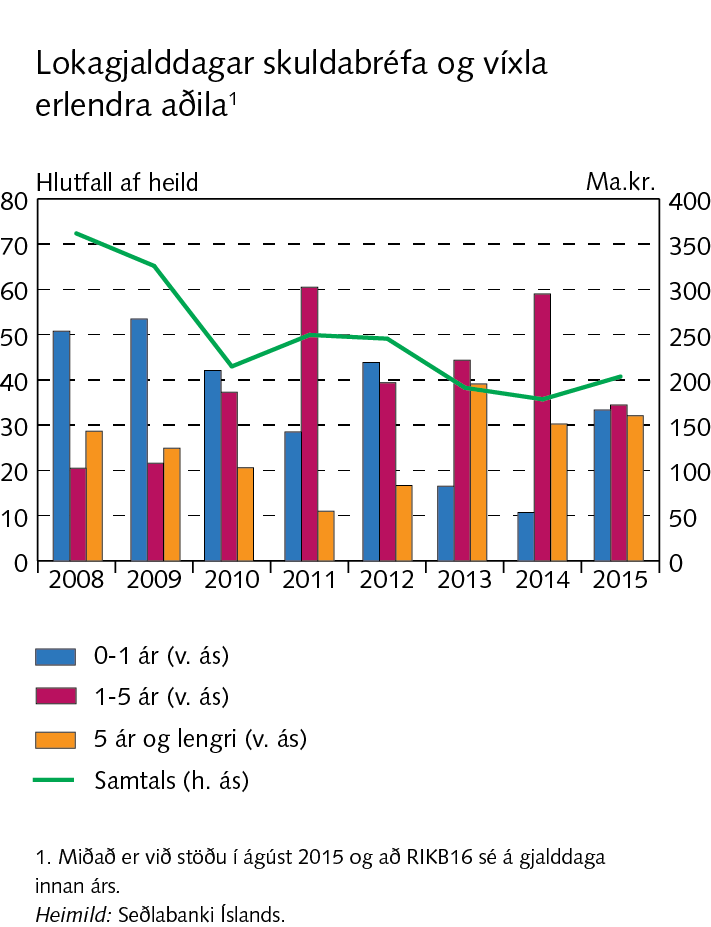 Lokagjalddagar skuldabréfa og víxla
erlendra aðila¹
Hlutfall af heild
Ma.kr.
80 400
70 350
60 300
50 250
40 200
30 150
20 100
10 50
0 0
2008 2009 2010 2011 2012 2013 2014 2015
0-1 ár (v. ás)
1-5 ár (v. ás)
5 ár og lengri (v. ás)
Samtals (h. ás)
1. Miðað er við stöðu í ágúst 2015 og að RIKB16 sé á gjalddaga
innan árs.
Heimild: Seðlabanki Íslands.